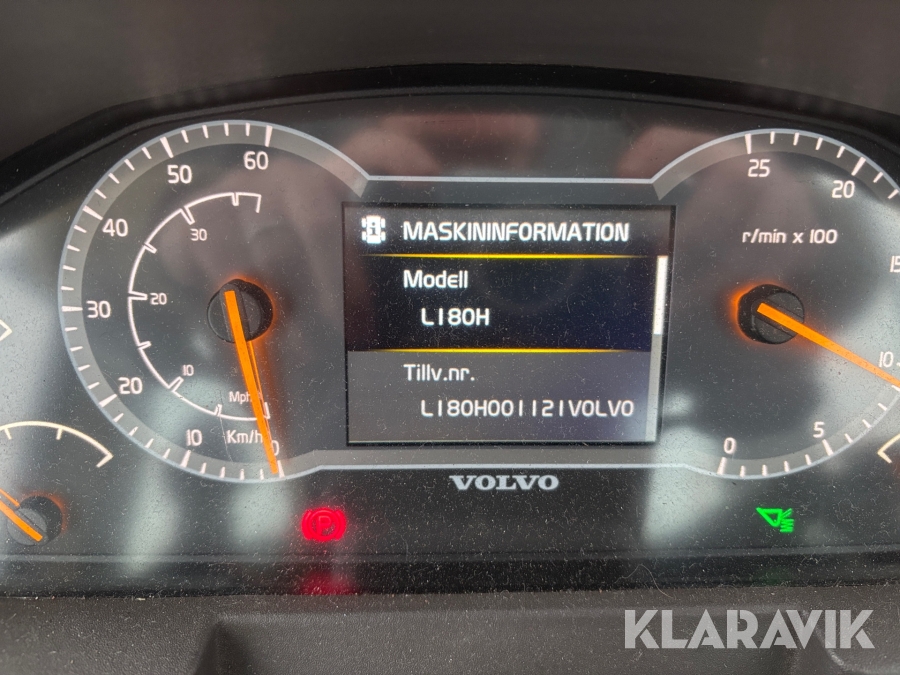 60
50
40
30
20
10
0
30
20
10
Mph
Km/h
MASKININFORMATION
Modell
L180H
Tillv.nr.
L180H001121VOLVO
25
20
15
10
5
0
r/min x 100
VOLVO
P
KLARAVIK